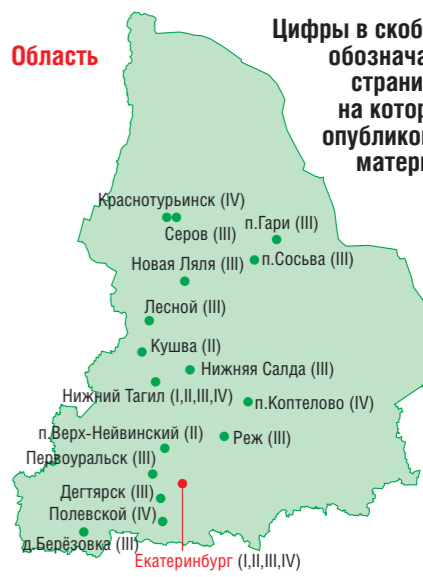 Область
Цифры в скоб
обознача
страни
на котор
опубликов
матери
Краснотурьинск (IV)
Серов (III)
п.Гари (III)
Новая Ляля (III)
п.Сосьва (III)
Лесной (III)
Кушва (II)
Нижняя Салда (III)
Нижний Тагил (I,II,III,IV)
п.Коптелово (IV)
п.Верх-Нейвинский (II)
Реж (III)
Первоуральск (III)
Дегтярск (III)
Полевской (IV)
д.Берёзовка (III)
Екатеринбург (I,II,III,IV)